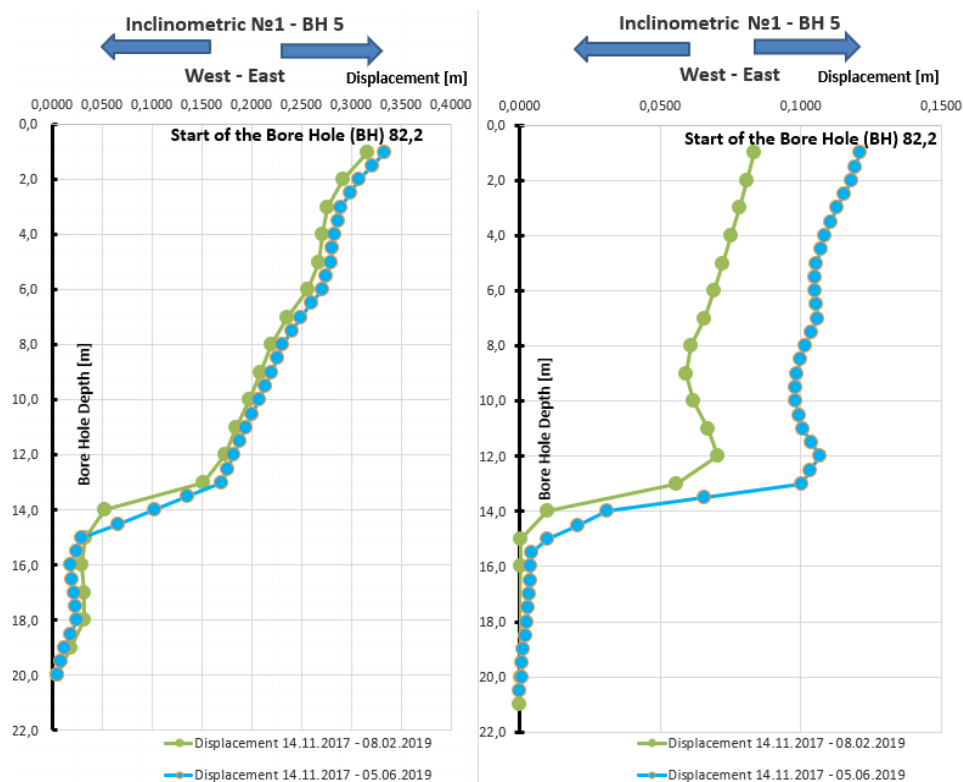 Inclinometric №1 - BH 5
West - East
Displacement [m]
0,0000 0,0500 0,1000 0,1500 0,2000 0,2500 0,3000 0,3500 0,4000
0,0
Start of the Bore Hole (BH) 82,2
2,0
4,0
6,0
8,0
10,0
12,0
14,0
16,0
18,0
20,0
22,0
Bore Hole Depth [m]
Displacement 14.11.2017 - 08.02.2019
Displacement 14.11.2017 - 05.06.2019
Inclinometric №1 - BH 5
West - East
Displacement [m]
0,0000 0,0500 0,1000 0,1500
0,0
Start of the Bore Hole (BH) 82,2
2,0
4,0
6,0
8,0
10,0
12,0
14,0
16,0
18,0
20,0
22,0
Bore Hole Depth [m]
Displacement 14.11.2017 - 08.02.2019
Displacement 14.11.2017 - 05.06.2019